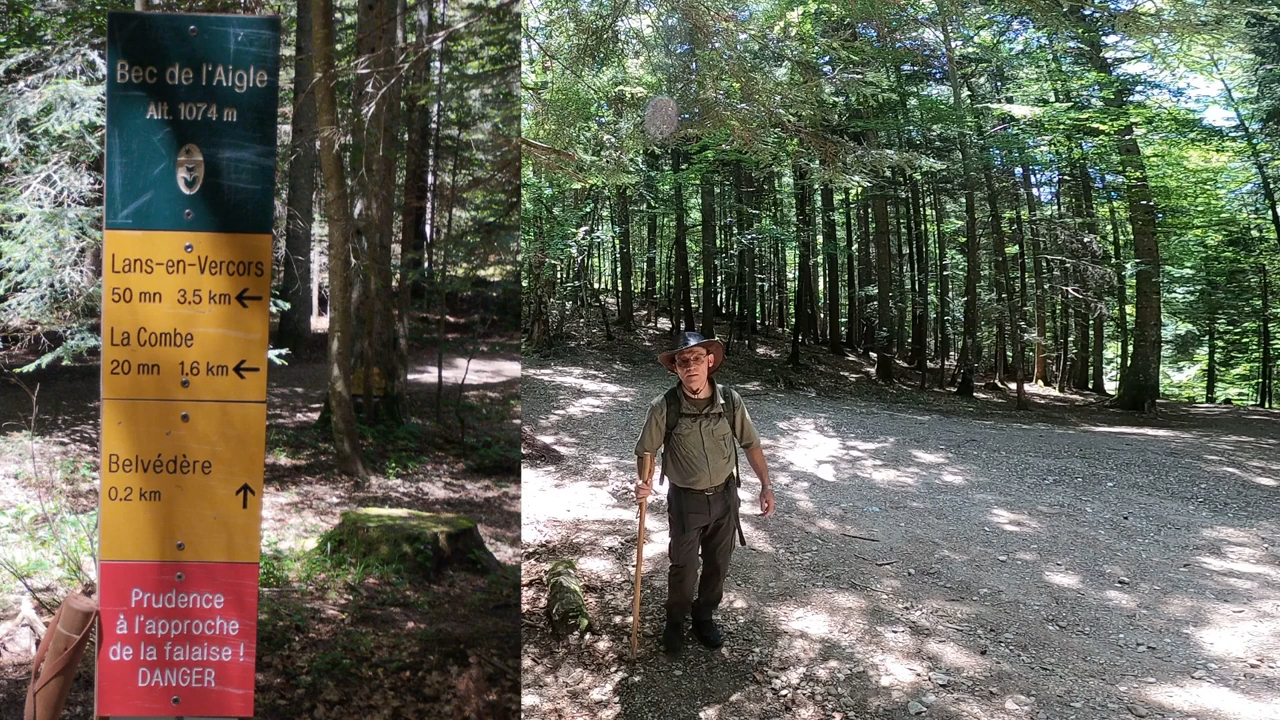 Bec de l'Aigle
Alt. 1074 m
Lans-en-Vercors
50 mn 3.5 km ←
La Combe
20 mn 1.6 km ←
Belvédère
0.2 km ↑
Prudence
à l'approche
de la falaise !
DANGER